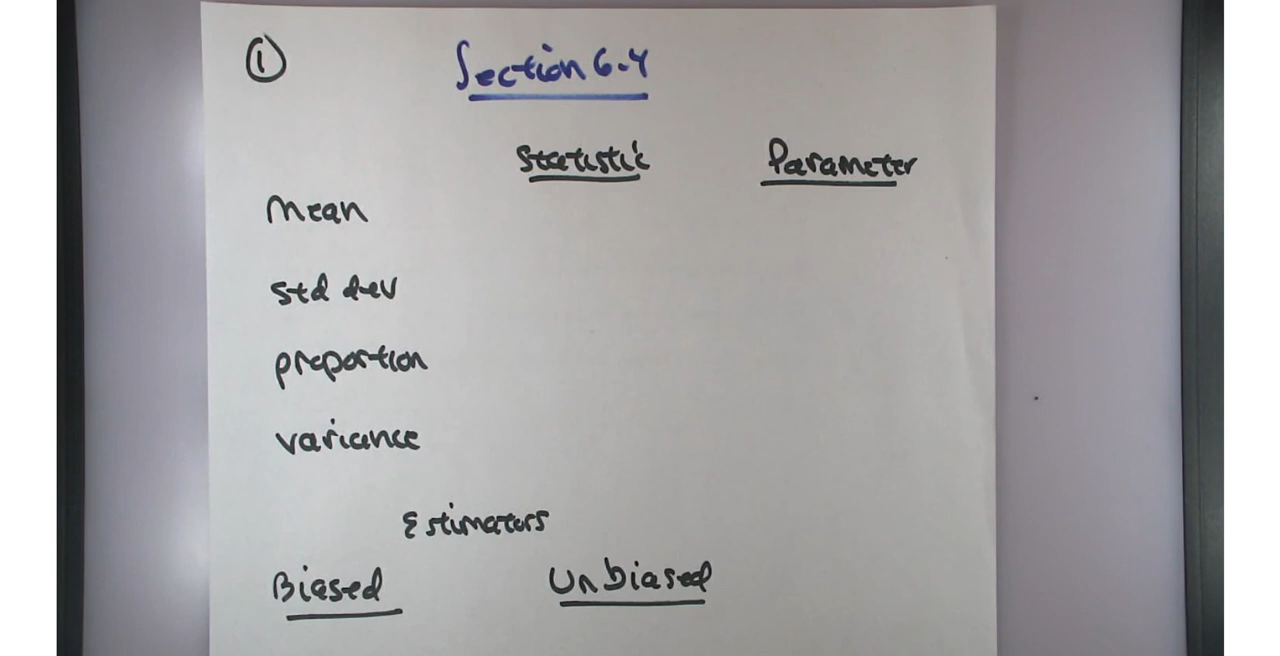 ①
Section 6.4
Statistic Parameter
Mean
std dev
proportion
variance
Estimators
Biased Unbiased